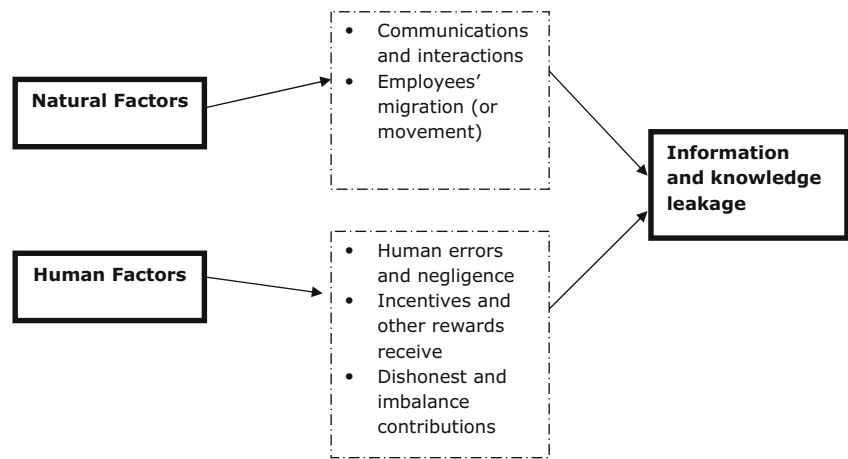 Natural Factors
• Communications
and interactions
• Employees’
migration (or
movement)
Human Factors
• Human errors
and negligence
• Incentives and
other rewards
receive
• Dishonest and
imbalance
contributions
Information
and knowledge
leakage